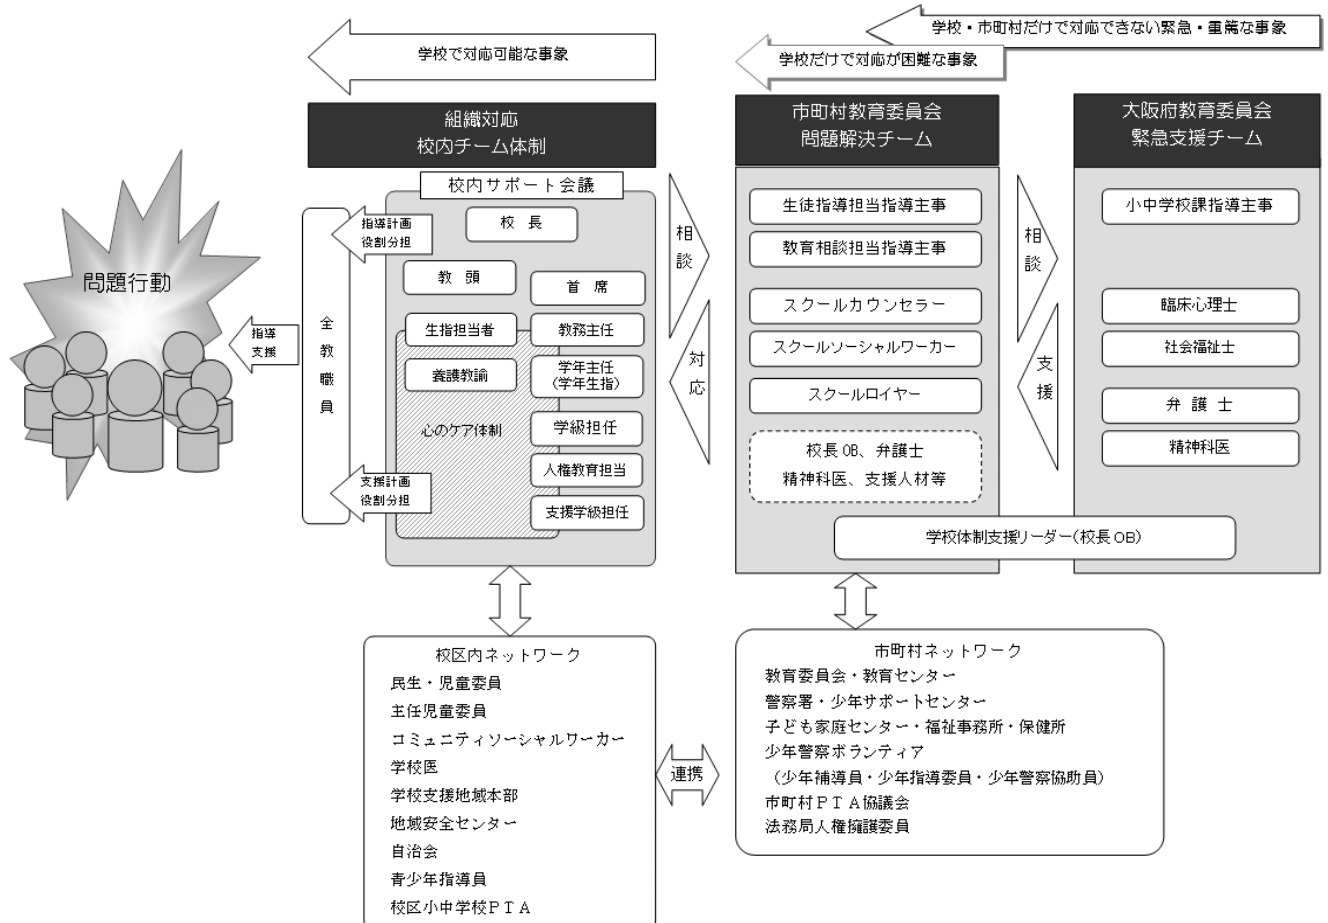 学校・市町村だけで対応できない緊急・重篤な事象
学校で対応可能な事象
学校だけで対応が困難な事象
組織対応
校内チーム体制
市町村教育委員会
問題解決チーム
大阪府教育委員会
緊急支援チーム
問題行動
指導
支援
全教職員
校内サポート会議
指導計画
役割分担
校長
教頭
首席
生指担当者
教務主任
養護教諭
学年主任
(学年生指)
心のケア体制
学級担任
人権教育担当
支援計画
役割分担
支援学級担任
相談
対応
生徒指導担当指導主事
教育相談担当指導主事
スクールカウンセラー
スクールソーシャルワーカー
スクールロイヤー
校長OB、弁護士
精神科医、支援人材等
相談
支援
小中学校課指導主事
臨床心理士
社会福祉士
弁護士
精神科医
学校体制支援リーダー(校長OB)
校区内ネットワーク
民生・児童委員
主任児童委員
コミュニティソーシャルワーカー
学校医
学校支援地域本部
地域安全センター
自治会
青少年指導員
校区小中学校PTA
連携
市町村ネットワーク
教育委員会・教育センター
警察署・少年サポートセンター
子ども家庭センター・福祉事務所・保健所
少年警察ボランティア
(少年補導員・少年指導委員・少年警察協助員)
市町村PTA協議会
法務局人権擁護委員